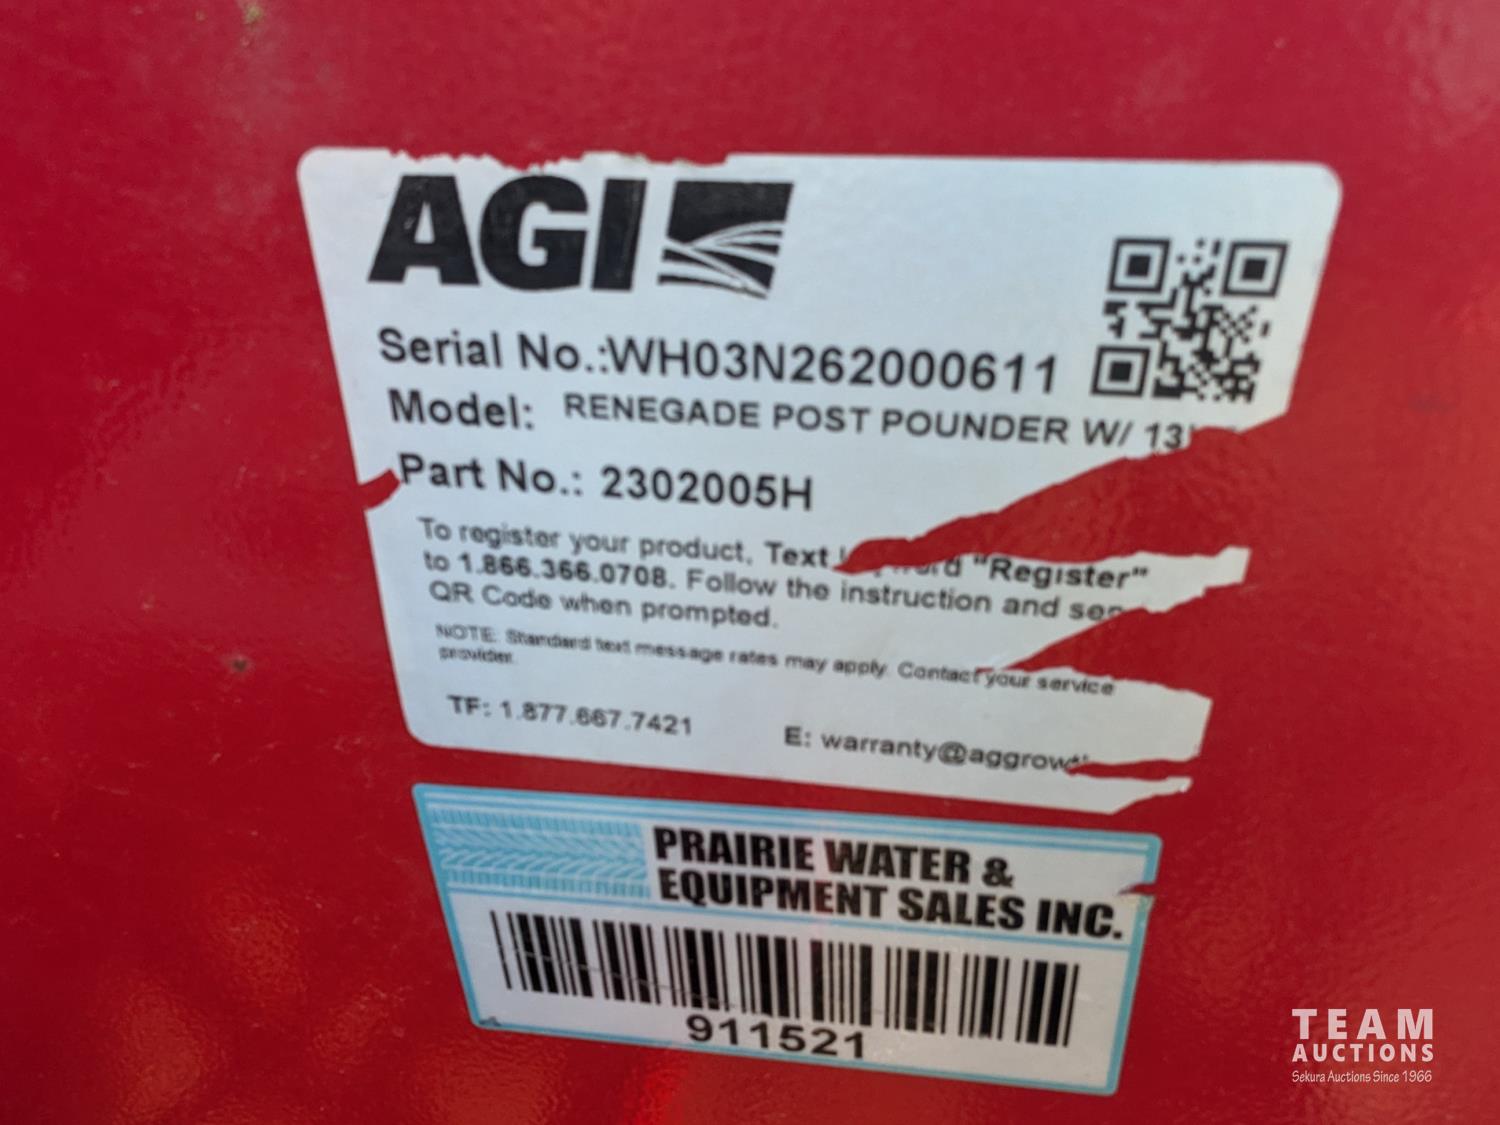 AGI
Serial No.:WH03N262000611
Model: RENEGADE POST POUNDER W/ 13
Part No.: 2302005H
To register your product, Text "Register"
to 1.866.366.0708. Follow the instruction and
QR Code when prompted.
NOTE: Standard text message rates may apply. Contact your service
provider.
TF: 1.877.667.7421 E: warranty@aggrow
PRAIRIE WATER &
EQUIPMENT SALES INC.
911521
TEAM
AUCTIONS
Sekura Auctions Since 1966